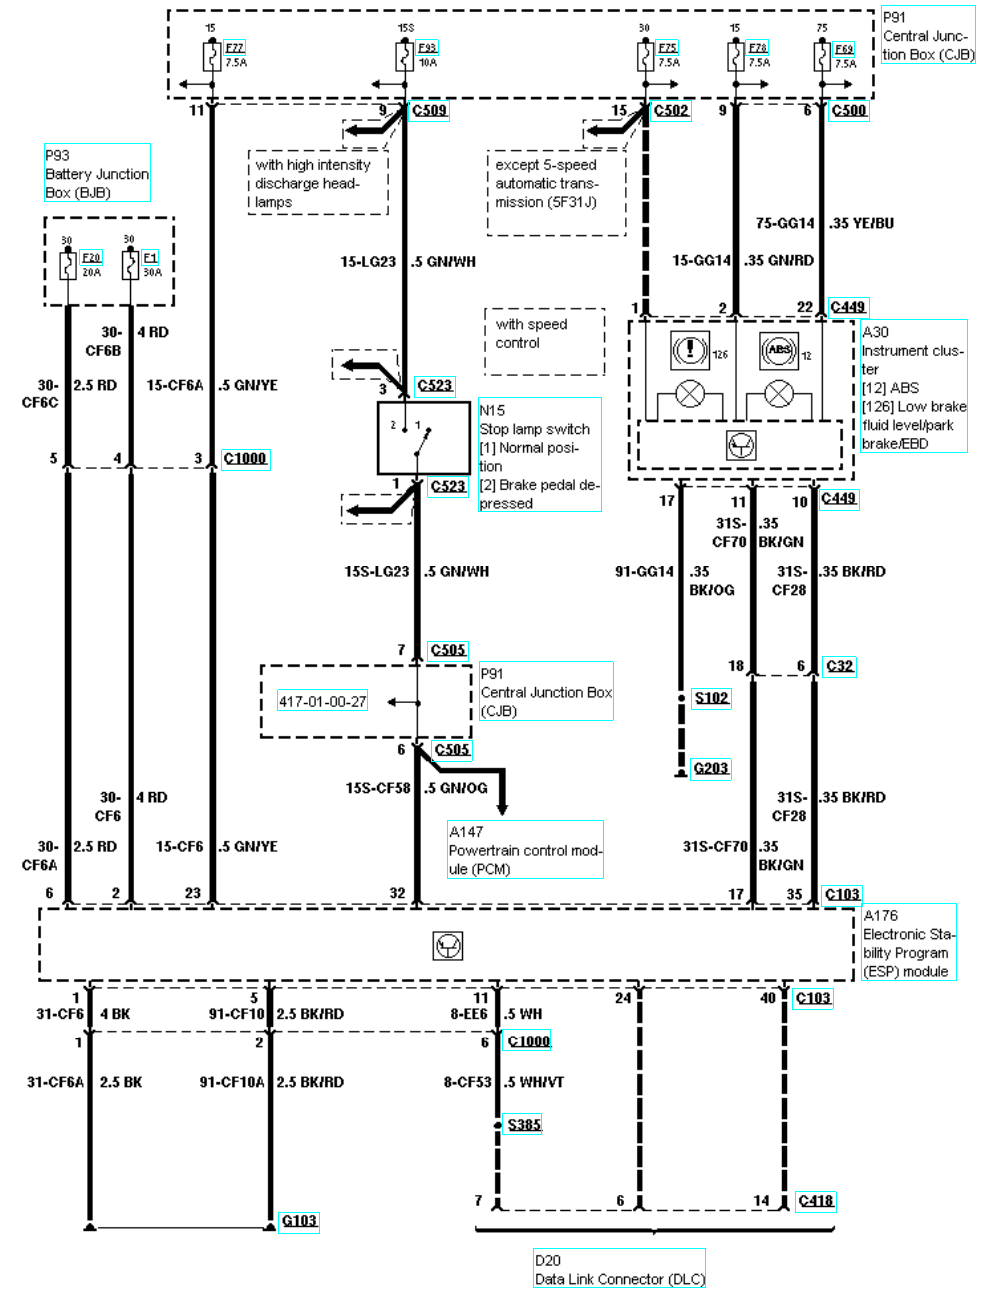 15
15S
30
15
75
P91
Central Junc-
tion Box (CJB)
F77
7.5A
F93
10A
F75
7.5A
F78
7.5A
F69
7.5A
11
9
C509
15
C502
9
6
C500
P93
Battery Junction
Box (BJB)
with high intensity
discharge head-
lamps
except 5-speed
automatic trans-
mission (5F31J)
75-GG14
.35 YE/BU
30
30
F20
20A
F1
30A
15-LG23
.5 GN/WH
15-GG14
.35 GN/RD
1
2
22
C449
30-
CF6B
4 RD
with speed
control
126
ABS
12
A30
Instrument clus-
ter
[12] ABS
[126] Low brake
fluid level/park
brake/EBD
30-
CF6C
2.5 RD
15-CF6A
.5 GN/YE
3
C523
N15
Stop lamp switch
[1] Normal posi-
tion
[2] Brake pedal de-
pressed
2
1
5
4
3
C1000
1
C523
17
11
10
C449
31S-
CF70
.35
BK/GN
15S-LG23
.5 GN/WH
91-GG14
.35
BK/OG
31S-
CF28
.35 BK/RD
7
C505
18
6
C32
P91
Central Junction Box
(CJB)
417-01-00-27
S102
6
C505
G203
15S-CF58
.5 GN/OG
30-
CF6
4 RD
31S-
CF28
.35 BK/RD
A147
Powertrain control mod-
ule (PCM)
30-
CF6A
2.5 RD
15-CF6
.5 GN/YE
31S-CF70
.35
BK/GN
6
2
23
32
17
35
C103
A176
Electronic Sta-
bility Program
(ESP) module
1
5
11
24
40
C103
31-CF6
4 BK
91-CF10
2.5 BK/RD
8-EE6
.5 WH
1
2
6
C1000
31-CF6A
2.5 BK
91-CF10A
2.5 BK/RD
8-CF53
.5 WH/VT
S385
7
6
14
C418
G103
D20
Data Link Connector (DLC)